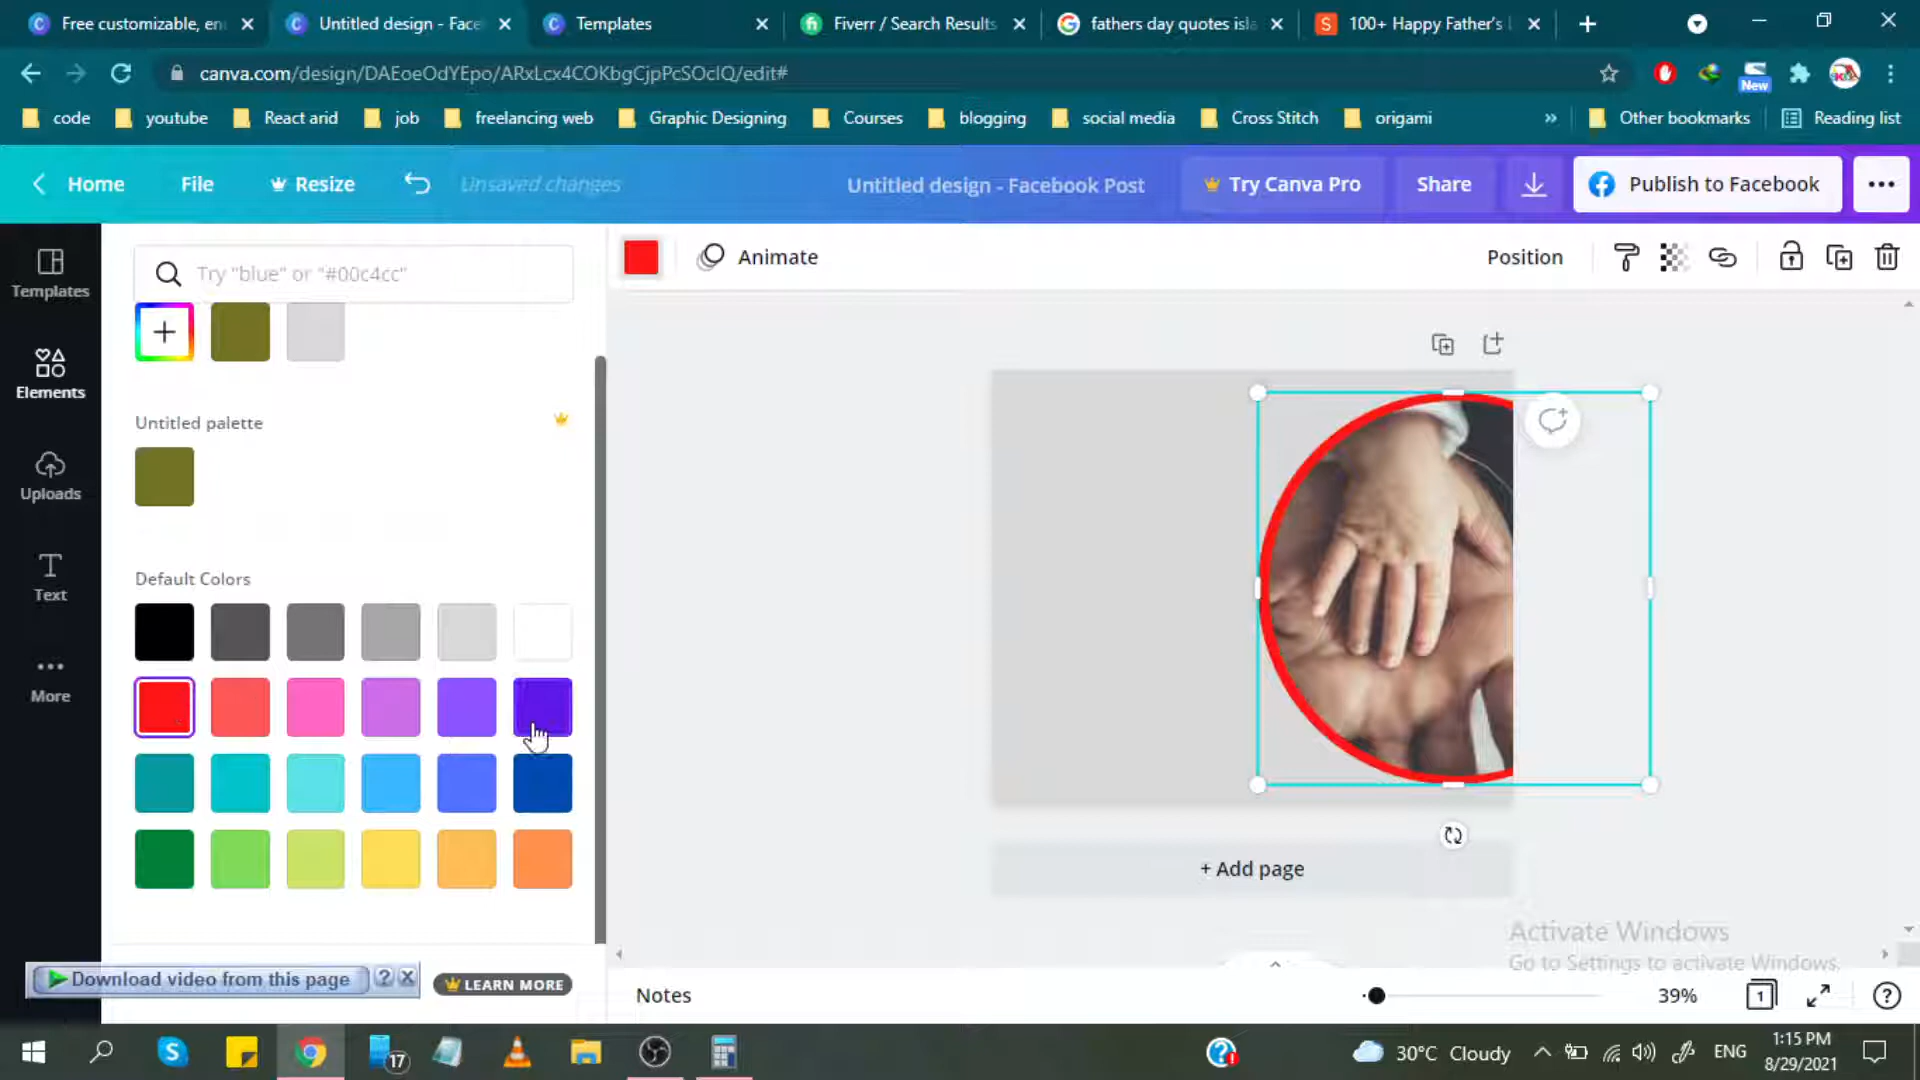 Free customizable, en
Untitled design - Face
Templates
Fiverr / Search Results
fathers day quotes isla
100+ Happy Father's
canva.com/design/DAEoeOdYEpo/ARxLcx4COKbgCjpPcSOclQ/edit#
New
code
youtube
React arid
job
freelancing web
Graphic Designing
Courses
blogging
social media
Cross Stitch
origami
»
Other bookmarks
Reading list
Home
File
Resize
Unsaved changes
Untitled design - Facebook Post
Try Canva Pro
Share
Publish to Facebook
Templates
Elements
Uploads
Text
More
Try "blue" or "#00c4cc"
Animate
Position
Untitled palette
Default Colors
+ Add page
Download video from this page
LEARN MORE
Activate Windows
Go to Settings to activate Windows.
Notes
39%
1
17
30°C Cloudy
ENG
1:15 PM
8/29/2021